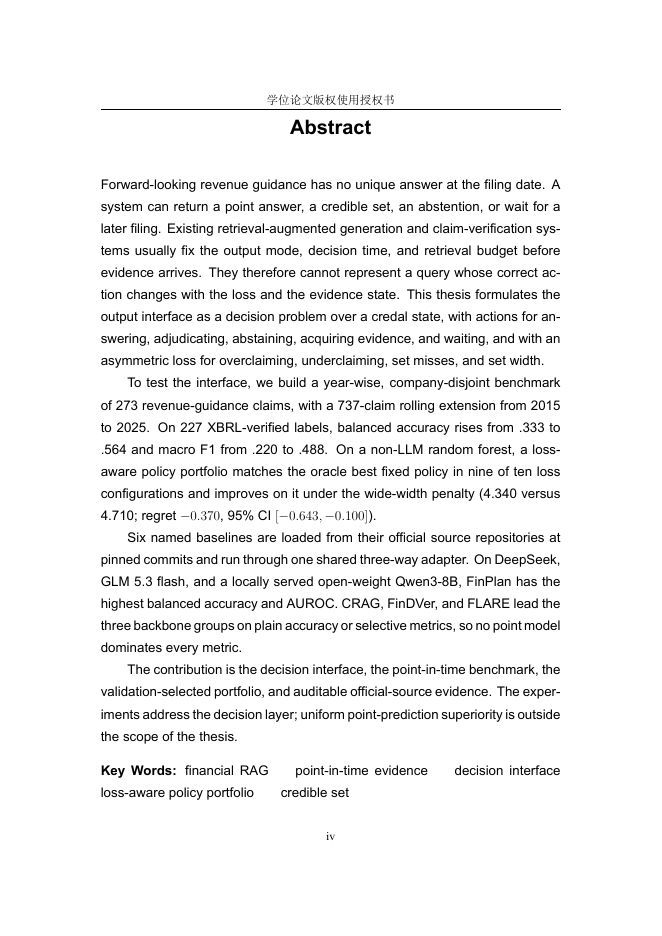 学位论文版权使用授权书
Abstract
Forward-looking revenue guidance has no unique answer at the filing date. A
system can return a point answer, a credible set, an abstention, or wait for a
later filing. Existing retrieval-augmented generation and claim-verification sys-
tems usually fix the output mode, decision time, and retrieval budget before
evidence arrives. They therefore cannot represent a query whose correct ac-
tion changes with the loss and the evidence state. This thesis formulates the
output interface as a decision problem over a credal state, with actions for an-
swering, adjudicating, abstaining, acquiring evidence, and waiting, and with an
asymmetric loss for overclaiming, underclaiming, set misses, and set width.
To test the interface, we build a year-wise, company-disjoint benchmark
of 273 revenue-guidance claims, with a 737-claim rolling extension from 2015
to 2025. On 227 XBRL-verified labels, balanced accuracy rises from .333 to
.564 and macro F1 from .220 to .488. On a non-LLM random forest, a loss-
aware policy portfolio matches the oracle best fixed policy in nine of ten loss
configurations and improves on it under the wide-width penalty (4.340 versus
4.710; regret −0.370, 95% CI [−0.643, −0.100]).
Six named baselines are loaded from their official source repositories at
pinned commits and run through one shared three-way adapter. On DeepSeek,
GLM 5.3 flash, and a locally served open-weight Qwen3-8B, FinPlan has the
highest balanced accuracy and AUROC. CRAG, FinDVer, and FLARE lead the
three backbone groups on plain accuracy or selective metrics, so no point model
dominates every metric.
The contribution is the decision interface, the point-in-time benchmark, the
validation-selected portfolio, and auditable official-source evidence. The exper-
iments address the decision layer; uniform point-prediction superiority is outside
the scope of the thesis.
Key Words: financial RAG point-in-time evidence decision interface
loss-aware policy portfolio credible set
iv